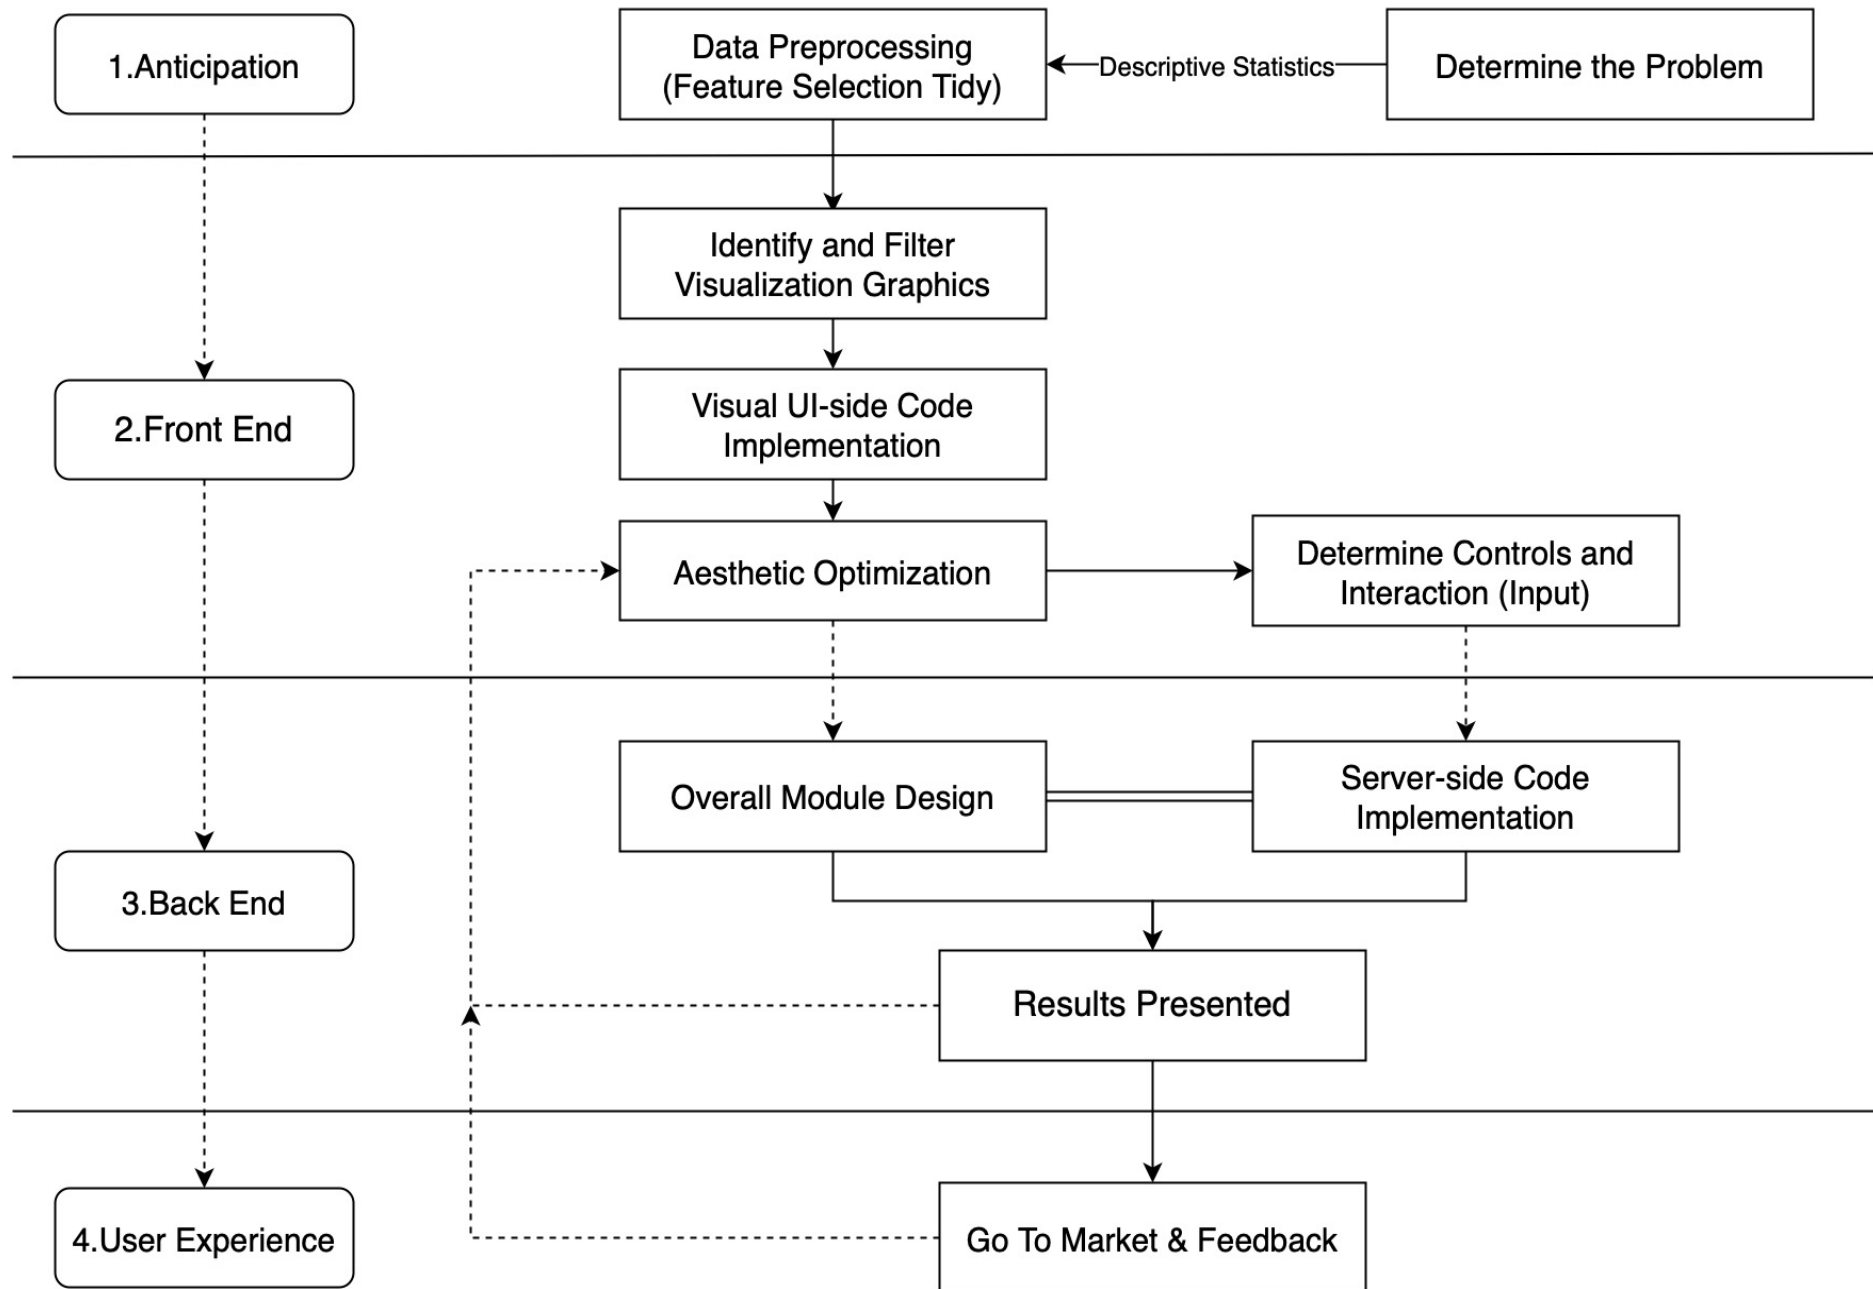 1.Anticipation
Data Preprocessing
(Feature Selection Tidy)
Descriptive Statistics
Determine the Problem
Identify and Filter
Visualization Graphics
2.Front End
Visual UI-side Code
Implementation
Aesthetic Optimization
Determine Controls and
Interaction (Input)
Overall Module Design
Server-side Code
Implementation
3.Back End
Results Presented
4.User Experience
Go To Market & Feedback